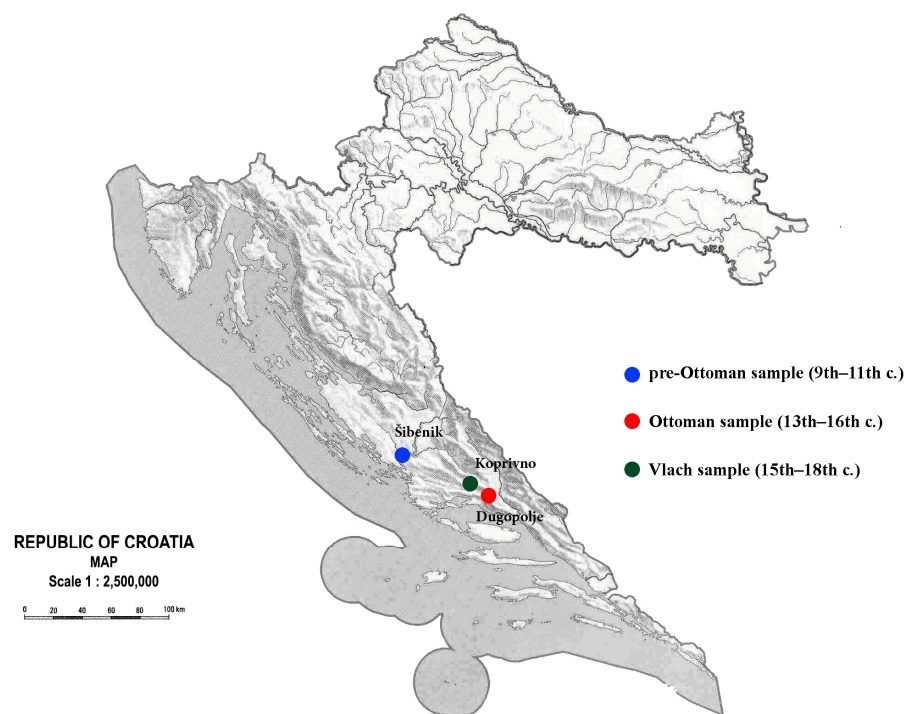 pre-Ottoman sample (9th–11th c.)
Ottoman sample (13th–16th c.)
Vlach sample (15th–18th c.)
Šibenik
Koprivno
Dugopolje
REPUBLIC OF CROATIA
MAP
Scale 1 : 2,500,000
0 20 40 60 80 100 km